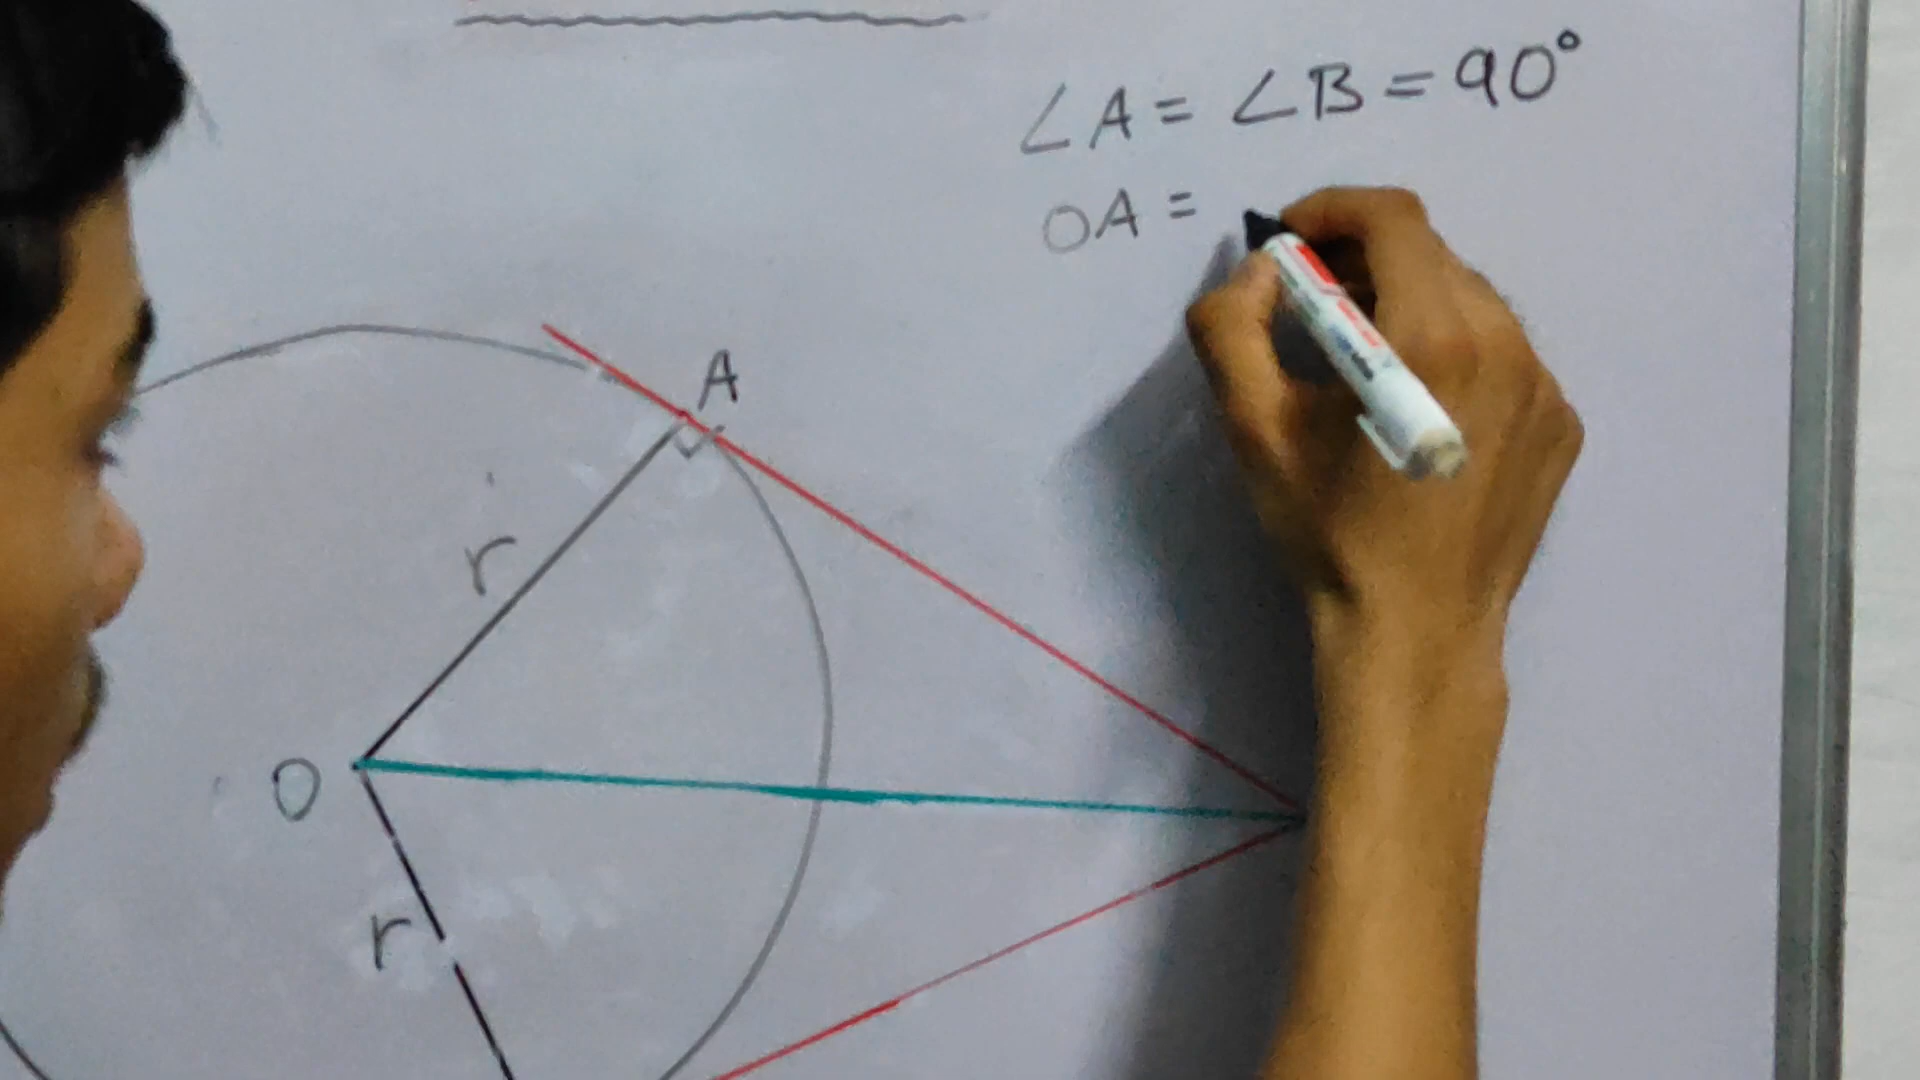 ∠A = ∠B = 90°
OA =
A
r
O
r